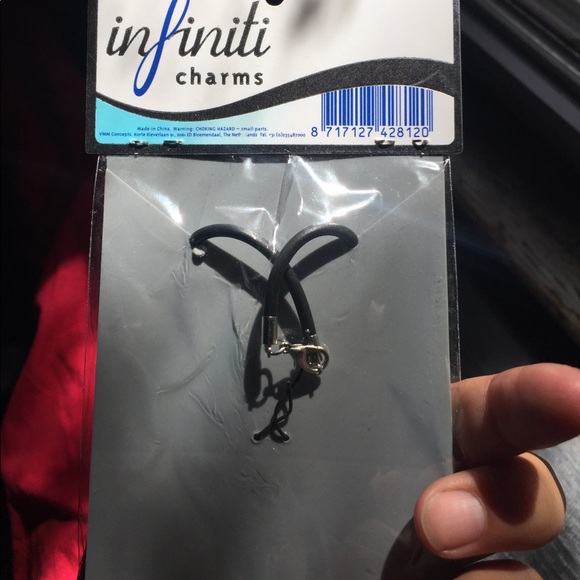 infiniti
charms
Made in China. Warning: CHOKING HAZARD – small parts.
8 717127 428120